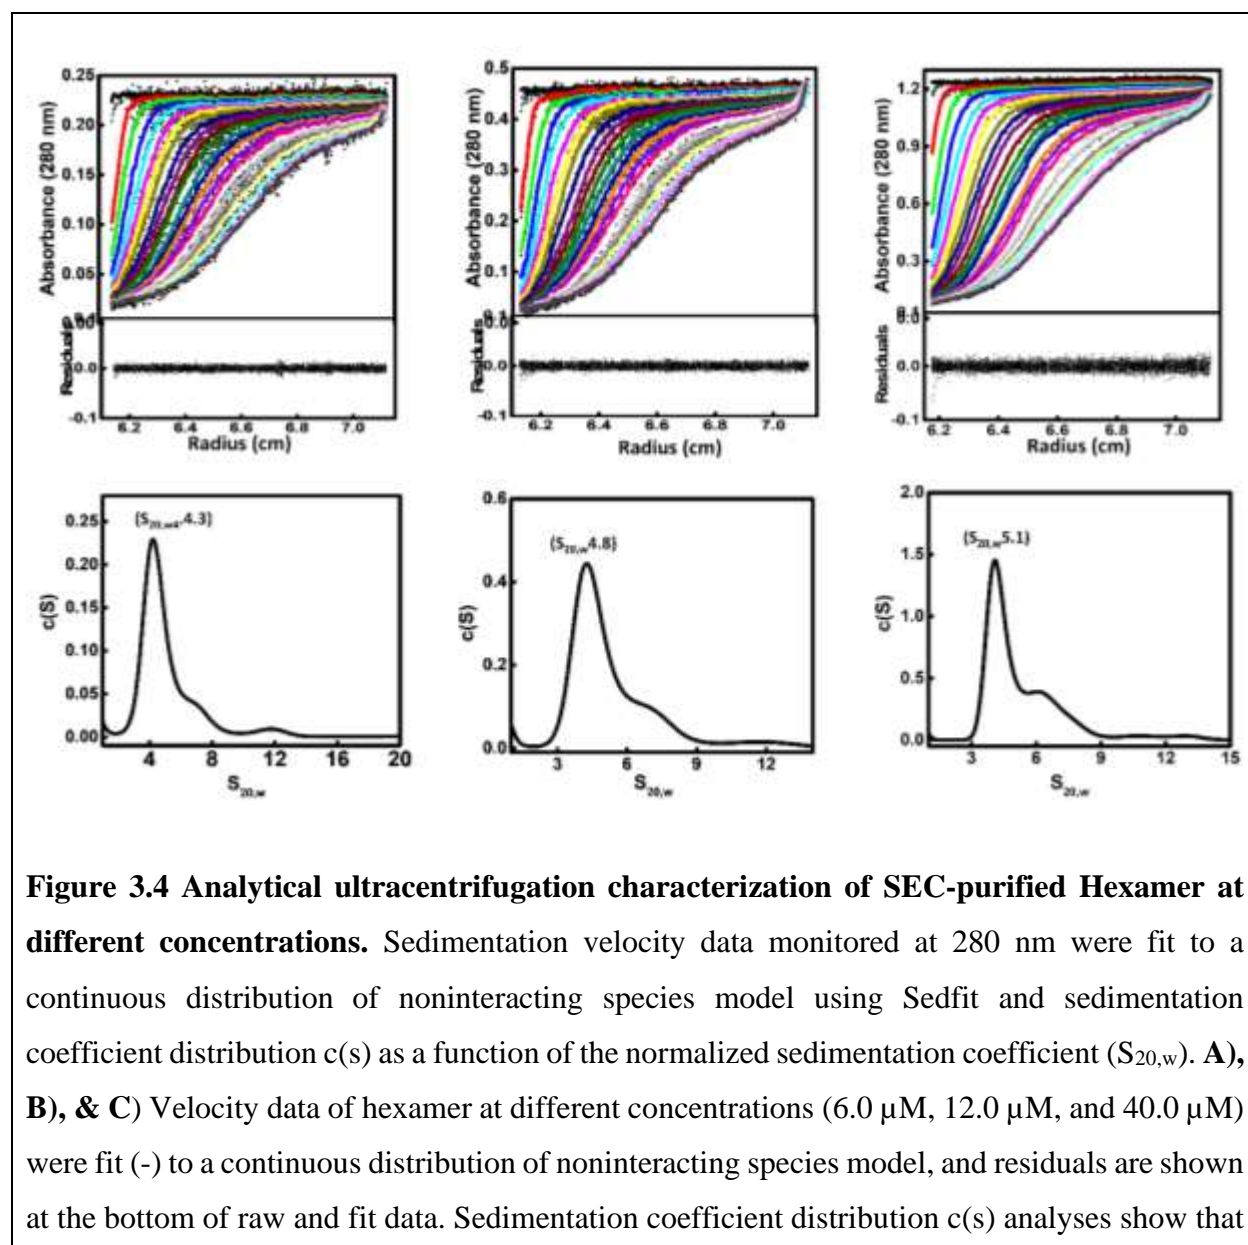 0.25
0.20
0.15
0.10
0.05
Absorbance (280 nm)
0.00
0.0
-0.1
Residuals
6.2 6.4 6.6 6.8 7.0
Radius (cm)
0.5
0.4
0.3
0.2
0.1
Absorbance (280 nm)
0.0
-0.1
Residuals
6.2 6.4 6.6 6.8 7.0
Radius (cm)
1.2
0.9
0.6
0.3
Absorbance (280 nm)
0.0
-0.1
Residuals
6.2 6.4 6.6 6.8 7.0
Radius (cm)
(S20,w4.4.3)
0.25
0.20
0.15
0.10
0.05
0.00
c(S)
4 8 12 16 20
S20,w
(S20,w4.8)
0.6
0.4
0.2
0.0
c(S)
3 6 9 12
S20,w
(S20,w5.1)
2.0
1.5
1.0
0.5
0.0
c(S)
3 6 9 12 15
S20,w
Figure 3.4 Analytical ultracentrifugation characterization of SEC-purified Hexamer at
different concentrations. Sedimentation velocity data monitored at 280 nm were fit to a
continuous distribution of noninteracting species model using Sedfit and sedimentation
coefficient distribution c(s) as a function of the normalized sedimentation coefficient (S20,w). A),
B), & C) Velocity data of hexamer at different concentrations (6.0 µM, 12.0 µM, and 40.0 µM)
were fit (-) to a continuous distribution of noninteracting species model, and residuals are shown
at the bottom of raw and fit data. Sedimentation coefficient distribution c(s) analyses show that